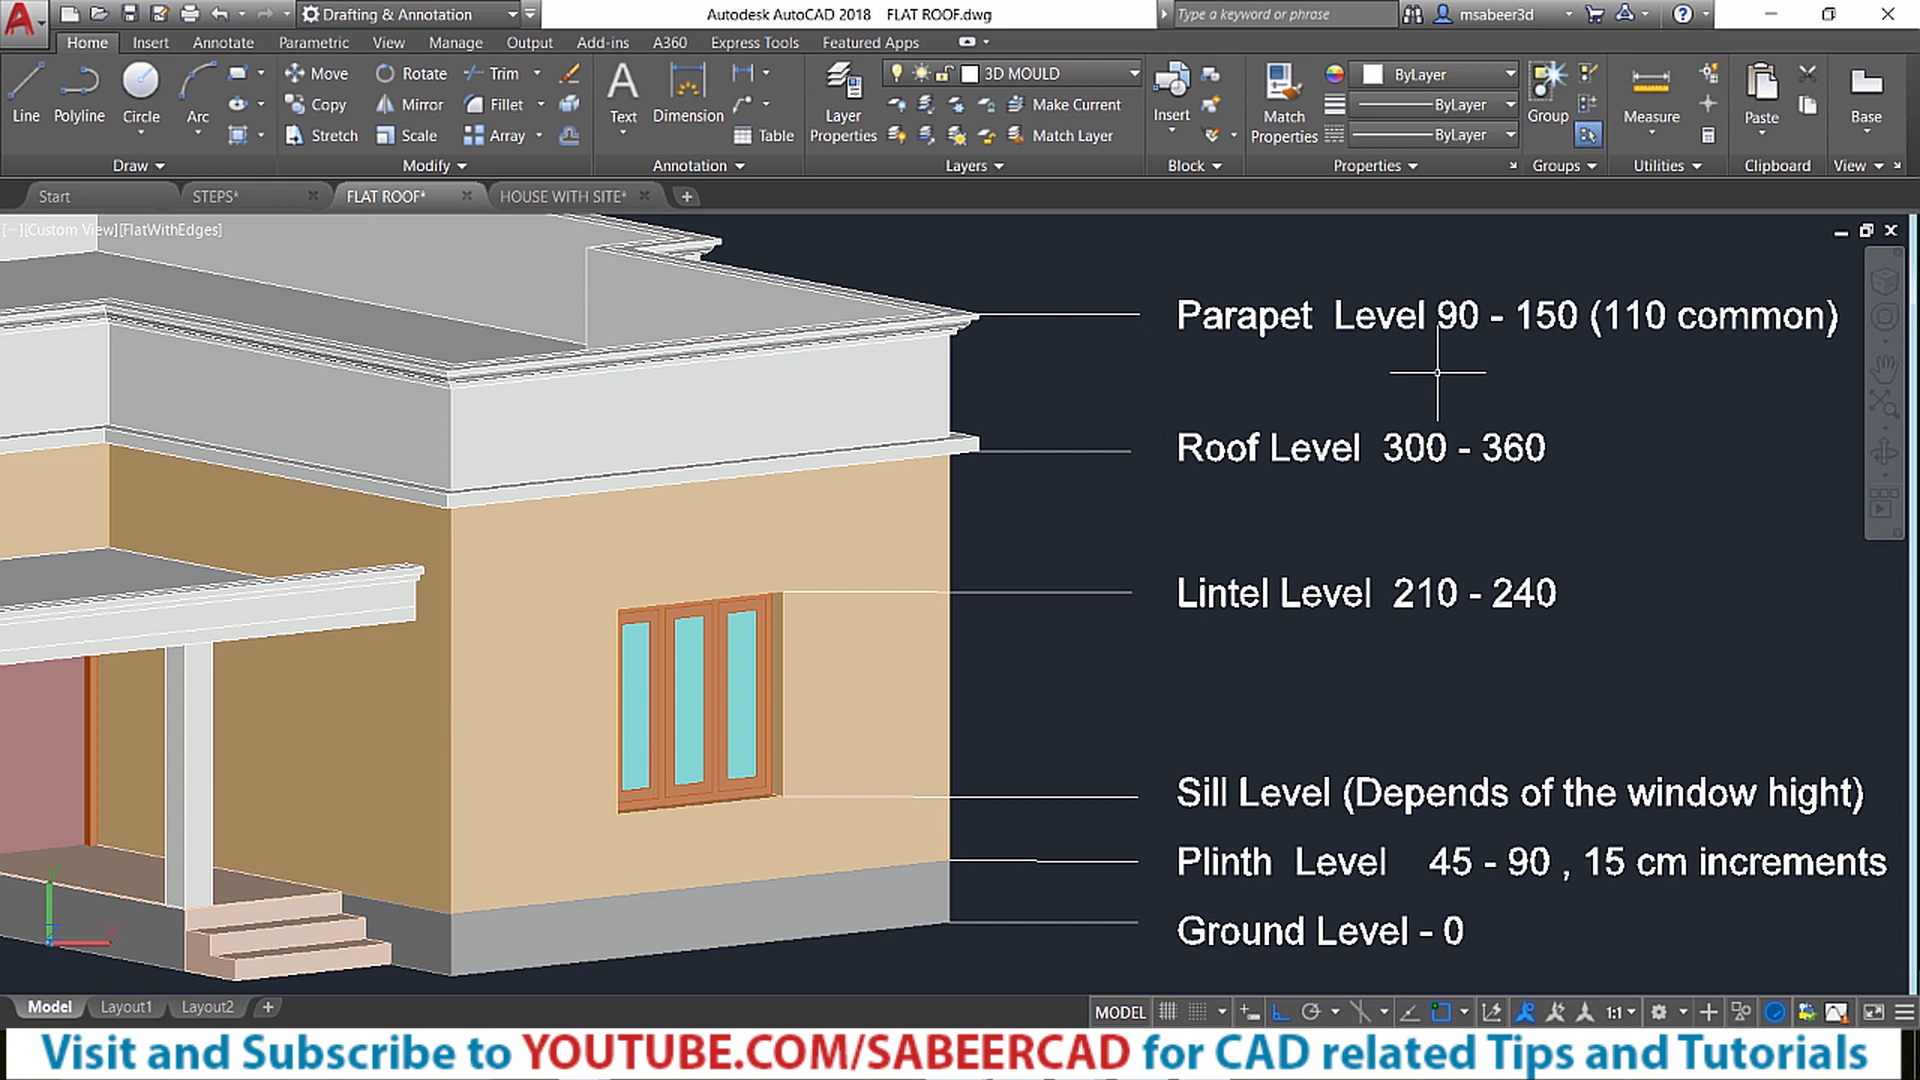 Drafting & Annotation
Autodesk AutoCAD 2018 FLAT ROOF.dwg
Type a keyword or phrase
msabeer3d
Home Insert Annotate Parametric View Manage Output Add-ins A360 Express Tools Featured Apps
Move Rotate Trim 3D MOULD ByLayer
Copy Mirror Fillet Make Current ByLayer
Line Polyline Circle Arc Text Dimension Layer Properties Insert Match Properties Group Measure Paste Base
Stretch Scale Array Table Match Layer ByLayer
Draw Modify Annotation Layers Block Properties Groups Utilities Clipboard View
Start STEPS* FLAT ROOF* HOUSE WITH SITE*
[−][Custom View][FlatWithEdges]
Parapet Level 90 - 150 (110 common)
Roof Level 300 - 360
Lintel Level 210 - 240
Sill Level (Depends of the window hight)
Plinth Level 45 - 90 , 15 cm increments
Ground Level - 0
Y
X
Z
Model Layout1 Layout2
MODEL 1:1
Visit and Subscribe to YOUTUBE.COM/SABEERCAD for CAD related Tips and Tutorials